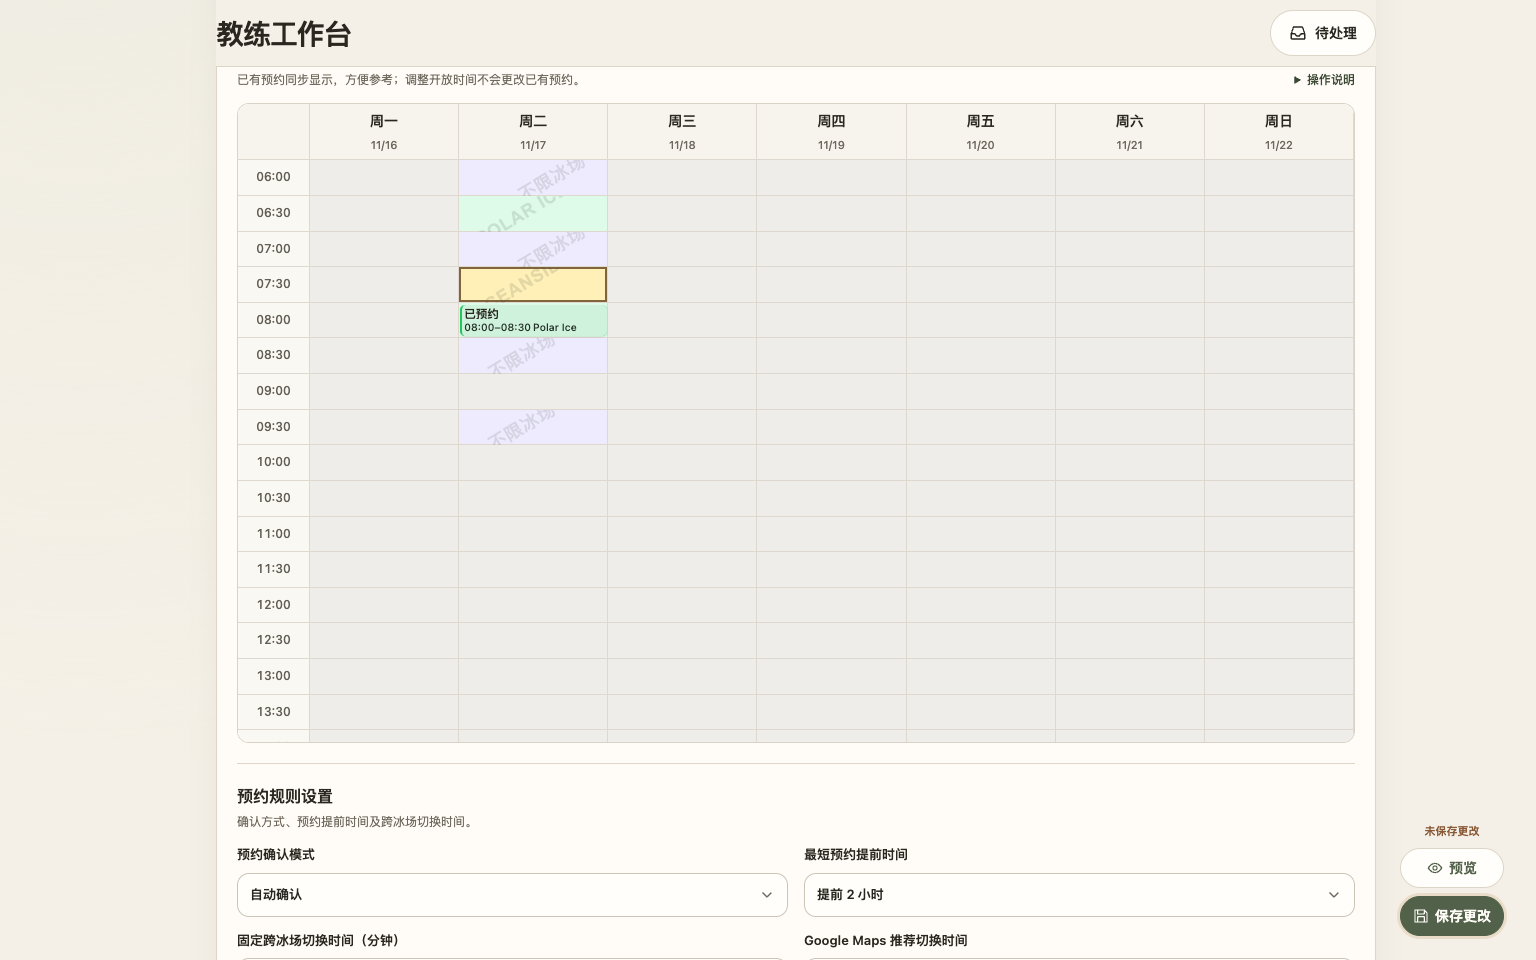 教练工作台
待处理
已有预约同步显示，方便参考；调整开放时间不会更改已有预约。
▶ 操作说明
周一 周二 周三 周四 周五 周六 周日
11/16 11/17 11/18 11/19 11/20 11/21 11/22
06:00 不限冰场
06:30 POLAR ICE
07:00 不限冰场
07:30
08:00 已预约
08:00–08:30 Polar Ice
08:30 不限冰场
09:00
09:30 不限冰场
10:00
10:30
11:00
11:30
12:00
12:30
13:00
13:30
预约规则设置
确认方式、预约提前时间及跨冰场切换时间。
预约确认模式
自动确认
最短预约提前时间
提前 2 小时
固定跨冰场切换时间（分钟）
Google Maps 推荐切换时间
未保存更改
预览
保存更改